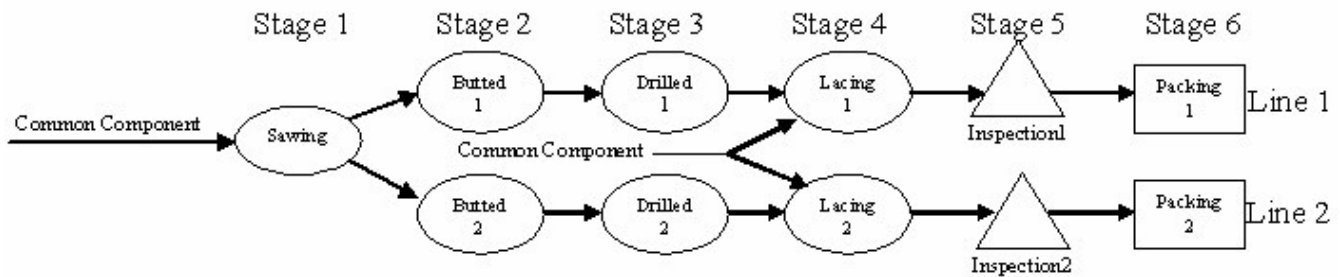 Stage 1
Stage 2
Stage 3
Stage 4
Stage 5
Stage 6
Butted
1
Drilled
1
Lacing
1
Packing
1
Line 1
Inspection1
Common Component
Sawing
Common Component
Butted
2
Drilled
2
Lacing
2
Packing
2
Line 2
Inspection2